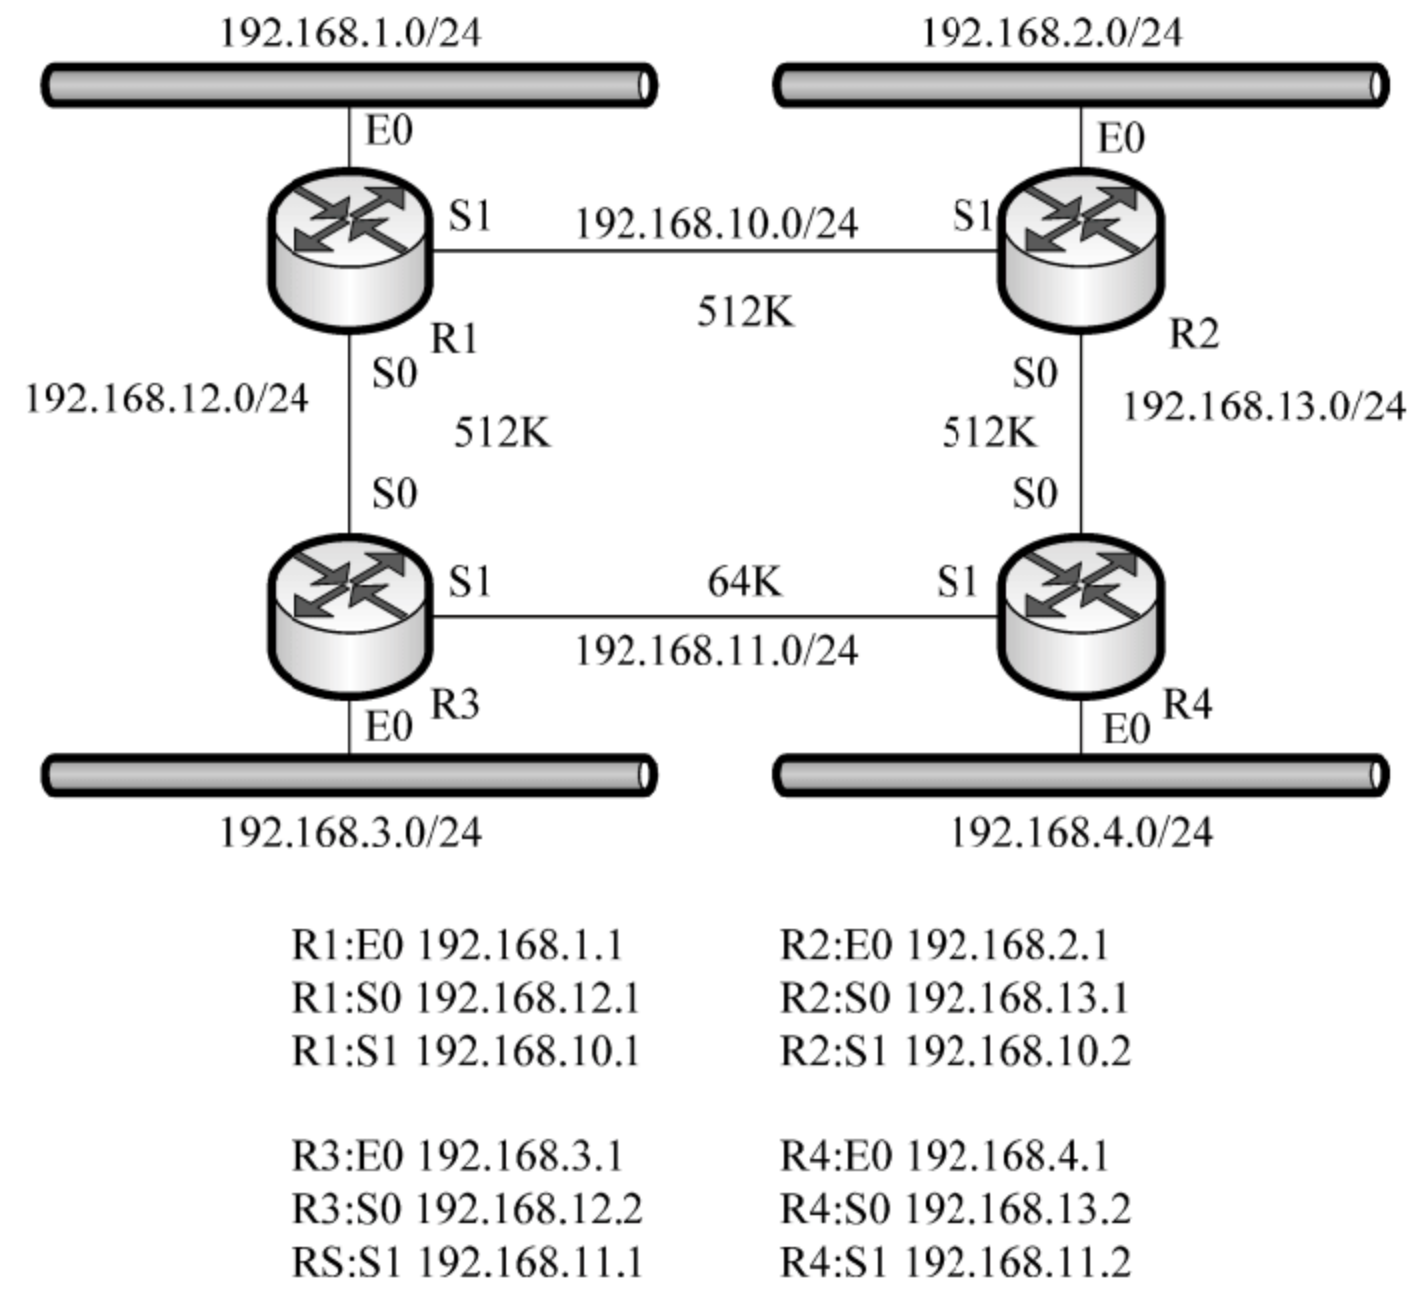 192.168.1.0/24
192.168.2.0/24
E0
E0
S1
192.168.10.0/24
S1
512K
R1
R2
S0
S0
192.168.12.0/24
192.168.13.0/24
512K
512K
S0
S0
S1
64K
S1
192.168.11.0/24
R3
R4
E0
E0
192.168.3.0/24
192.168.4.0/24
R1:E0 192.168.1.1
R1:S0 192.168.12.1
R1:S1 192.168.10.1
R2:E0 192.168.2.1
R2:S0 192.168.13.1
R2:S1 192.168.10.2
R3:E0 192.168.3.1
R3:S0 192.168.12.2
RS:S1 192.168.11.1
R4:E0 192.168.4.1
R4:S0 192.168.13.2
R4:S1 192.168.11.2